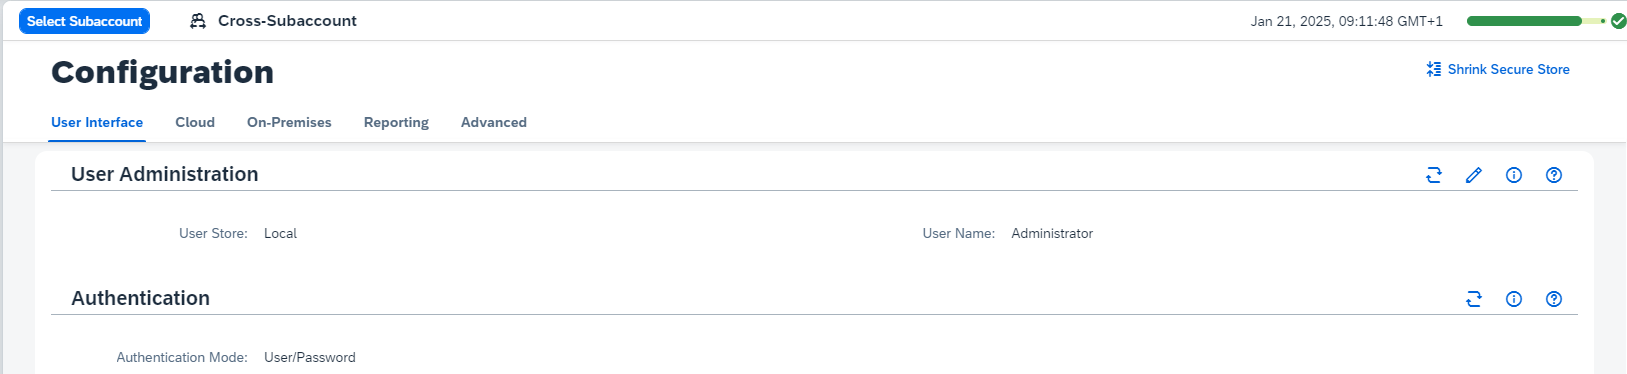 Select Subaccount Cross-Subaccount Jan 21, 2025, 09:11:48 GMT+1
Configuration
Shrink Secure Store
User Interface Cloud On-Premises Reporting Advanced
User Administration
User Store: Local User Name: Administrator
Authentication
Authentication Mode: User/Password